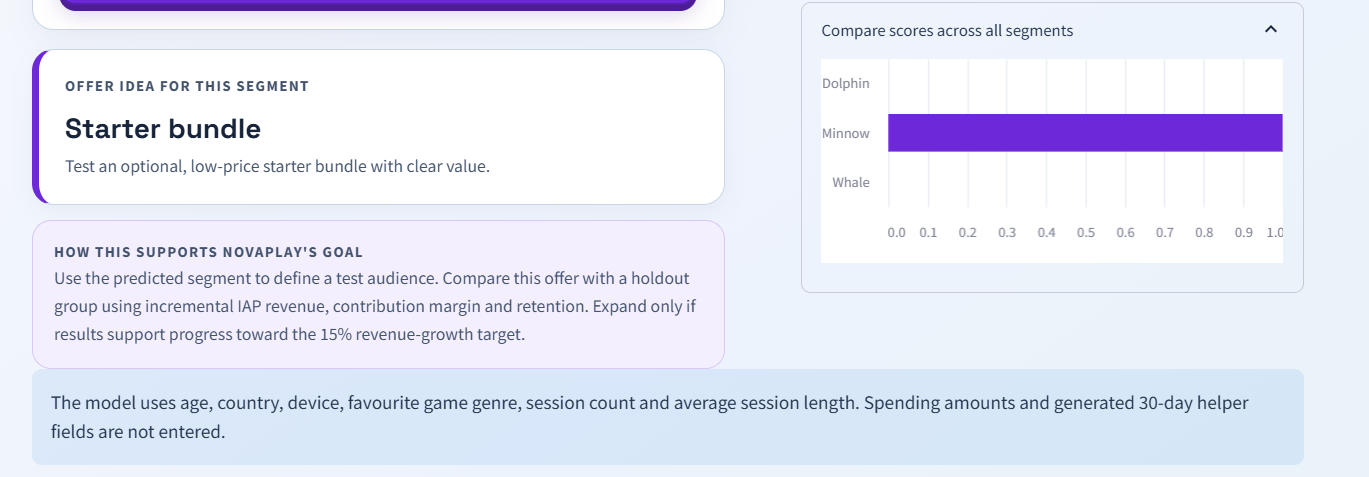 OFFER IDEA FOR THIS SEGMENT
Starter bundle
Test an optional, low-price starter bundle with clear value.
HOW THIS SUPPORTS NOVAPLAY'S GOAL
Use the predicted segment to define a test audience. Compare this offer with a holdout
group using incremental IAP revenue, contribution margin and retention. Expand only if
results support progress toward the 15% revenue-growth target.
Compare scores across all segments
Dolphin
Minnow
Whale
0.0 0.1 0.2 0.3 0.4 0.5 0.6 0.7 0.8 0.9 1.0
The model uses age, country, device, favourite game genre, session count and average session length. Spending amounts and generated 30-day helper
fields are not entered.